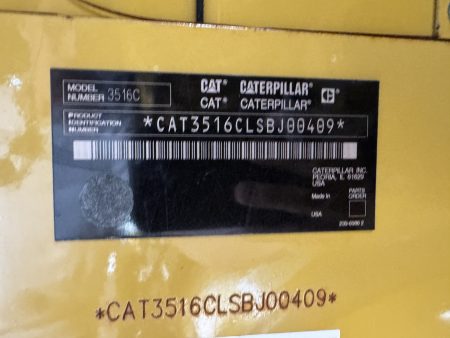 MODEL NUMBER 3516C
CAT® CATERPILLAR
CAT® CATERPILLAR®
PRODUCT IDENTIFICATION NUMBER *CAT3516CLSBJ00409*
CATERPILLAR INC.
PEORIA, IL 61629
USA
MADE IN
USA
PARTS ORDER
*CAT3516CLSBJ00409*